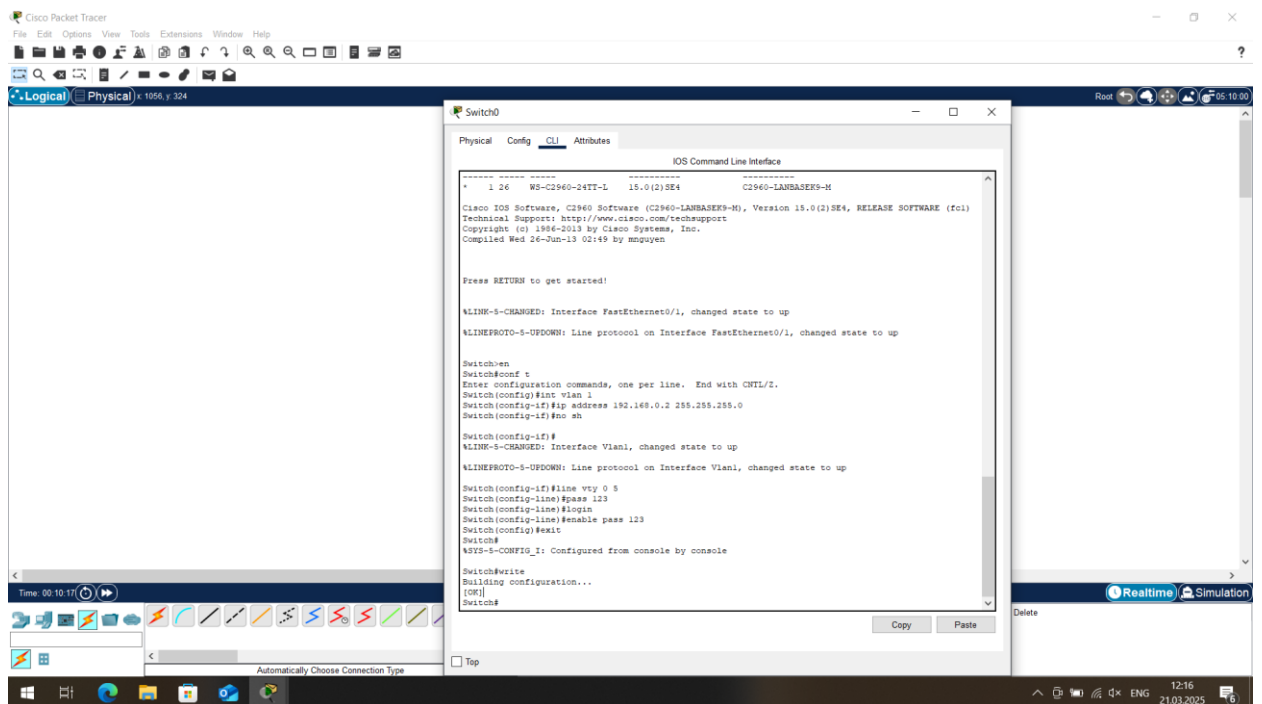 Cisco Packet Tracer
File Edit Options View Tools Extensions Window Help
?
Logical Physical x: 1056, y: 324
Root 05:10:00
Switch0
Physical Config CLI Attributes
IOS Command Line Interface
------ ----- ----- ---------- ----------
* 1 26 WS-C2960-24TT-L 15.0(2)SE4 C2960-LANBASEK9-M
Cisco IOS Software, C2960 Software (C2960-LANBASEK9-M), Version 15.0(2)SE4, RELEASE SOFTWARE (fc1)
Technical Support: http://www.cisco.com/techsupport
Copyright (c) 1986-2013 by Cisco Systems, Inc.
Compiled Wed 26-Jun-13 02:49 by mnguyen
Press RETURN to get started!
%LINK-5-CHANGED: Interface FastEthernet0/1, changed state to up
%LINEPROTO-5-UPDOWN: Line protocol on Interface FastEthernet0/1, changed state to up
Switch>en
Switch#conf t
Enter configuration commands, one per line. End with CNTL/Z.
Switch(config)#int vlan 1
Switch(config-if)#ip address 192.168.0.2 255.255.255.0
Switch(config-if)#no sh
Switch(config-if)#
%LINK-5-CHANGED: Interface Vlan1, changed state to up
%LINEPROTO-5-UPDOWN: Line protocol on Interface Vlan1, changed state to up
Switch(config-if)#line vty 0 5
Switch(config-line)#pass 123
Switch(config-line)#login
Switch(config-line)#enable pass 123
Switch(config)#exit
Switch#
%SYS-5-CONFIG_I: Configured from console by console
Switch#write
Building configuration...
[OK]
Switch#
Copy Paste
Top
Time: 00:10:17
Realtime Simulation
Delete
Automatically Choose Connection Type
ENG
12:16
21.03.2025
6